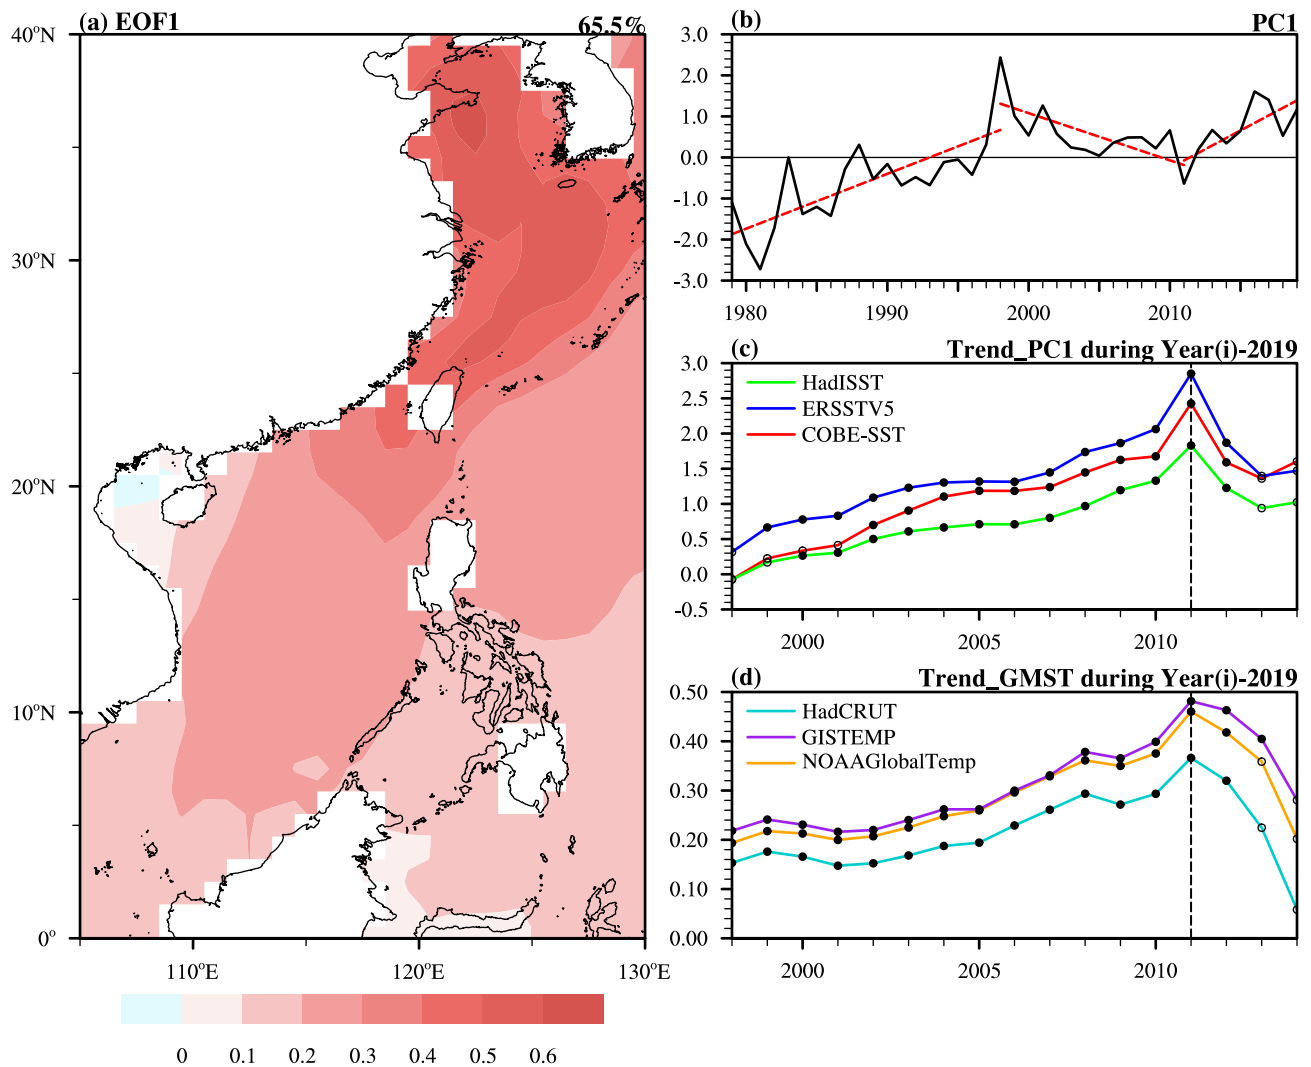 (a) EOF1 65.5%
40°N
30°N
20°N
10°N
0°
110°E 120°E 130°E
0 0.1 0.2 0.3 0.4 0.5 0.6
(b) PC1
3.0
2.0
1.0
0.0
-1.0
-2.0
-3.0
1980 1990 2000 2010
(c) Trend_PC1 during Year(i)-2019
3.0
2.5
2.0
1.5
1.0
0.5
0.0
-0.5
HadISST
ERSSTV5
COBE-SST
2000 2005 2010
(d) Trend_GMST during Year(i)-2019
0.50
0.40
0.30
0.20
0.10
0.00
HadCRUT
GISTEMP
NOAAGlobalTemp
2000 2005 2010